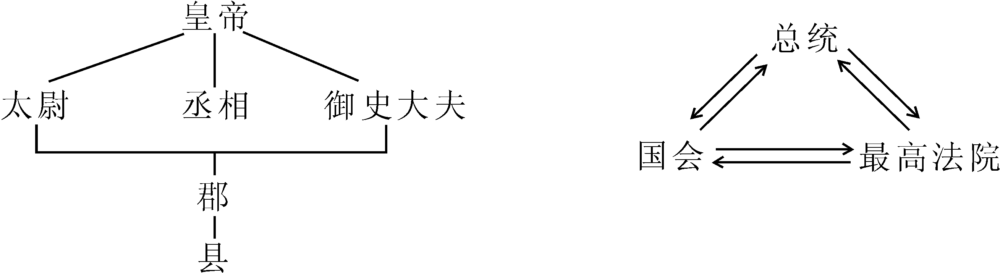 皇帝
太尉 丞相 御史大夫
郡
县
总统
国会 最高法院